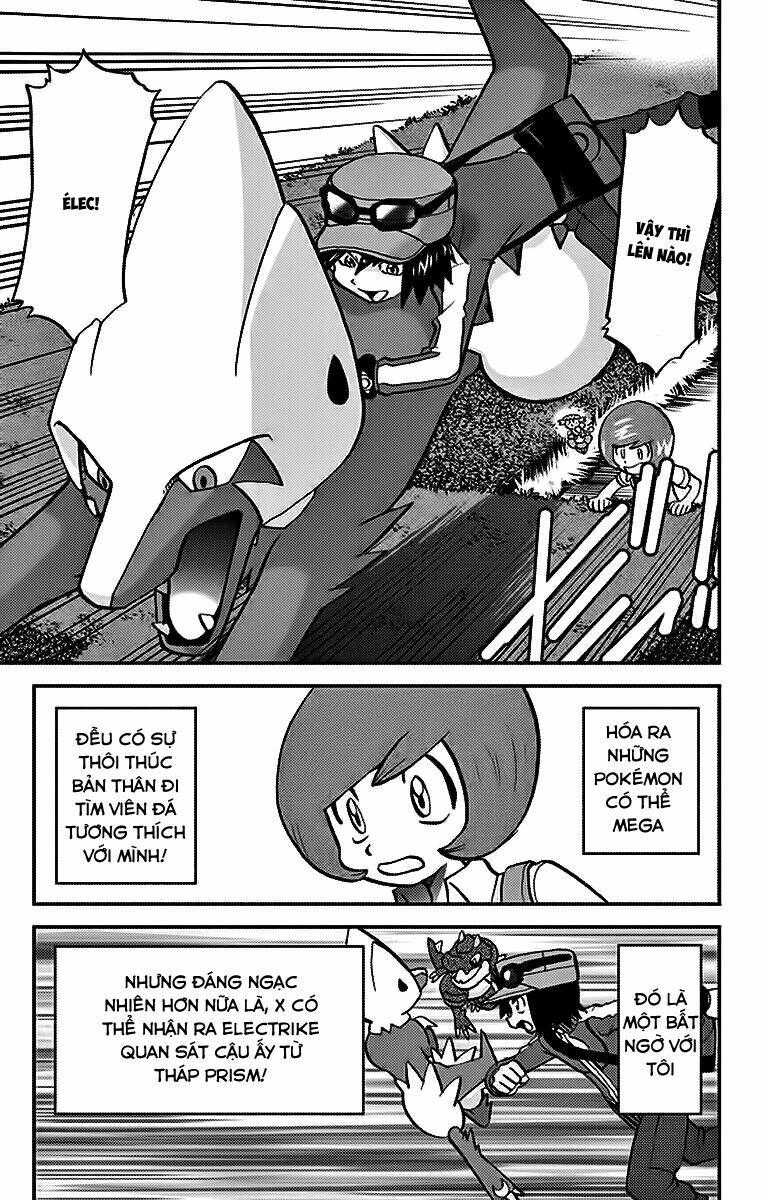 VẬY THÌ
LÊN NÀO!
ÉLEC!
HÓA RA
NHỮNG
POKÉMON
CÓ THỂ
MEGA
ĐỀU CÓ SỰ
THÔI THÚC
BẢN THÂN ĐI
TÌM VIÊN ĐÁ
TƯƠNG THÍCH
VỚI MÌNH!
ĐÓ LÀ
MỘT BẤT
NGỜ VỚI
TÔI
NHƯNG ĐÁNG NGẠC
NHIÊN HƠN NỮA LÀ, X CÓ
THỂ NHẬN RA ELECTRIKE
QUAN SÁT CẬU ẤY TỪ
THÁP PRISM!